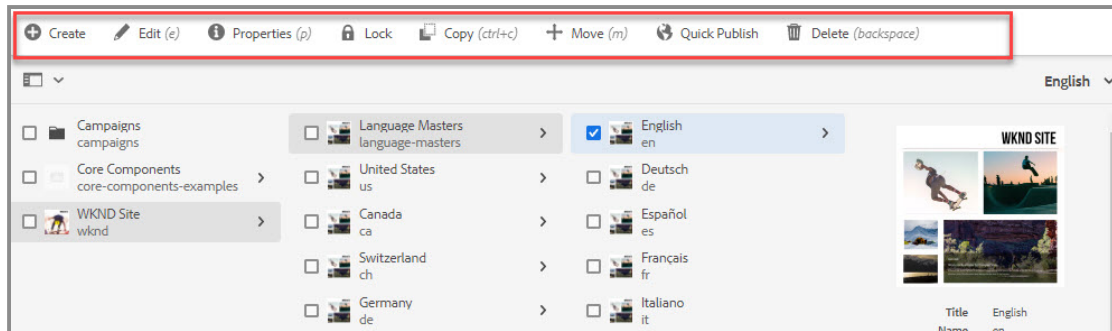 Create Edit (e) Properties (p) Lock Copy (ctrl+c) Move (m) Quick Publish Delete (backspace)
English
Campaigns
campaigns
Core Components
core-components-examples
WKND Site
wknd
Language Masters
language-masters
United States
us
Canada
ca
Switzerland
ch
Germany
de
English
en
Deutsch
de
Español
es
Français
fr
Italiano
it
WKND SITE
Title English
Name en